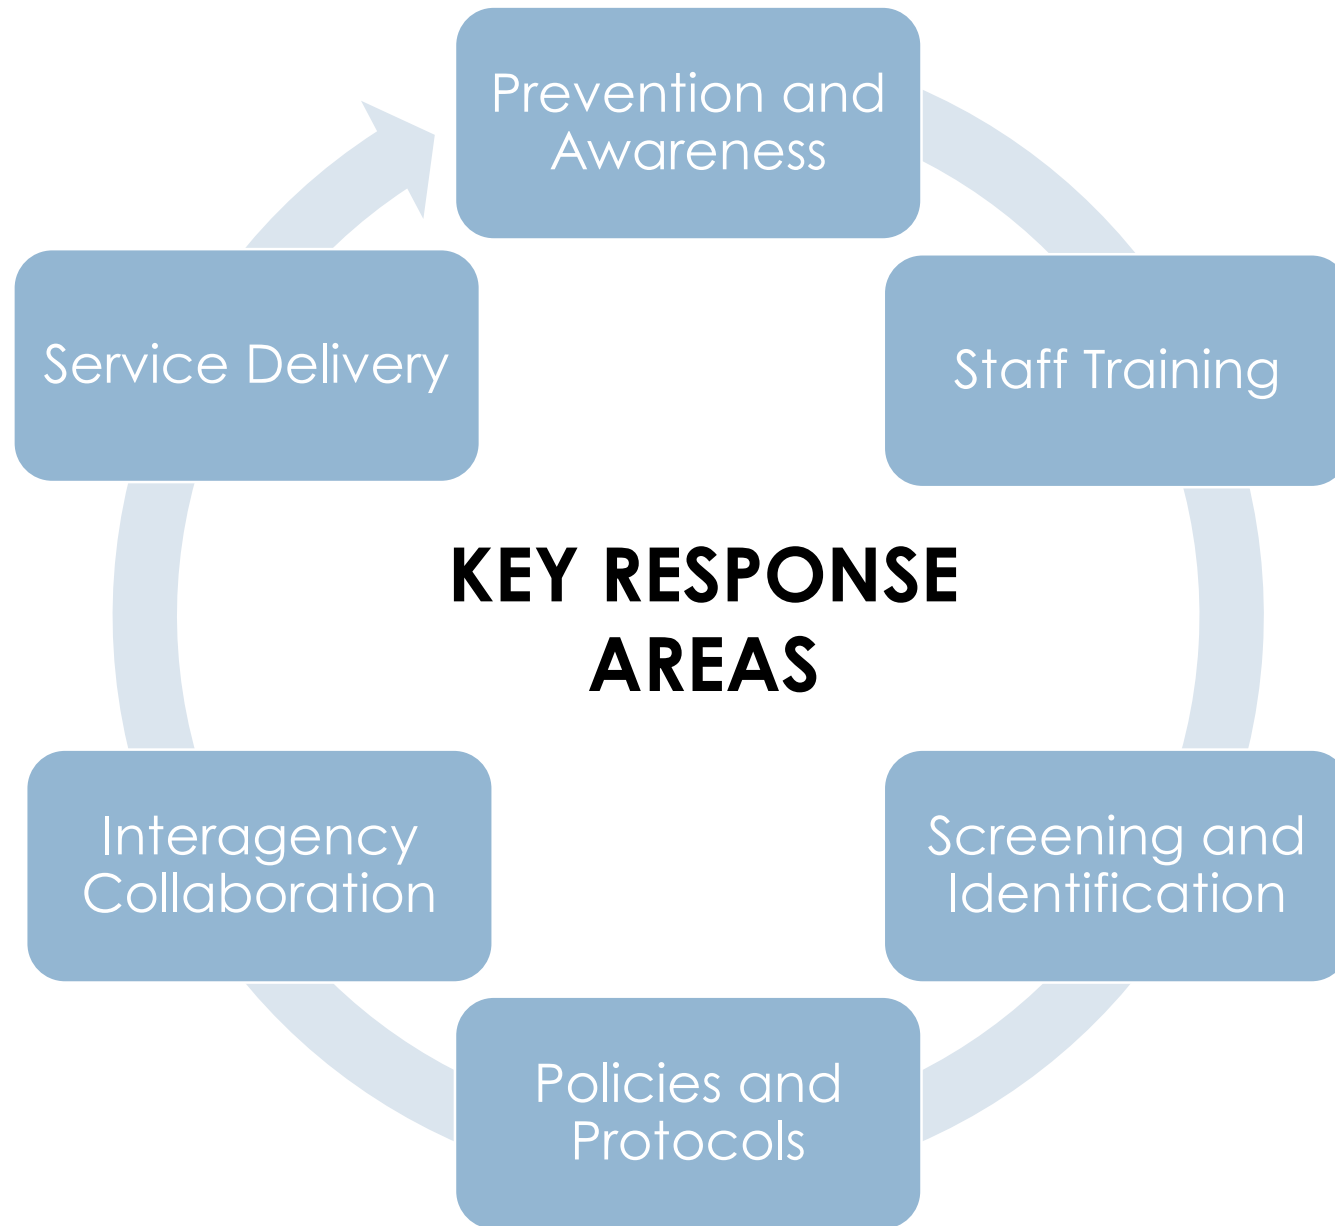 Prevention and
Awareness
Staff Training
Screening and
Identification
Policies and
Protocols
Interagency
Collaboration
Service Delivery
KEY RESPONSE
AREAS